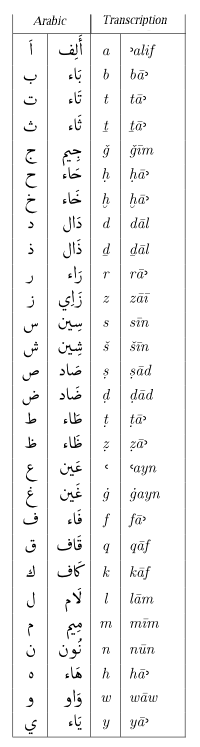 Arabic Transcription
اَ أَلِف a ʾalif
ب بَاء b bāʾ
ت تَاء t tāʾ
ث ثَاء ṯ ṯāʾ
ج جِيم ǧ ǧīm
ح حَاء ḥ ḥāʾ
خ خَاء ḫ ḫāʾ
د دَال d dāl
ذ ذَال ḏ ḏāl
ر رَاء r rāʾ
ز زَاِي z zāī
س سِين s sīn
ش شِين š šīn
ص صَاد ṣ ṣād
ض ضَاد ḍ ḍād
ط طَاء ṭ ṭāʾ
ظ ظَاء ẓ ẓāʾ
ع عَين ʿ ʿayn
غ غَين ġ ġayn
ف فَاء f fāʾ
ق قَاف q qāf
ك كَاف k kāf
ل لَام l lām
م مِيم m mīm
ن نُون n nūn
ه هَاء h hāʾ
و وَاو w wāw
ي يَاء y yāʾ